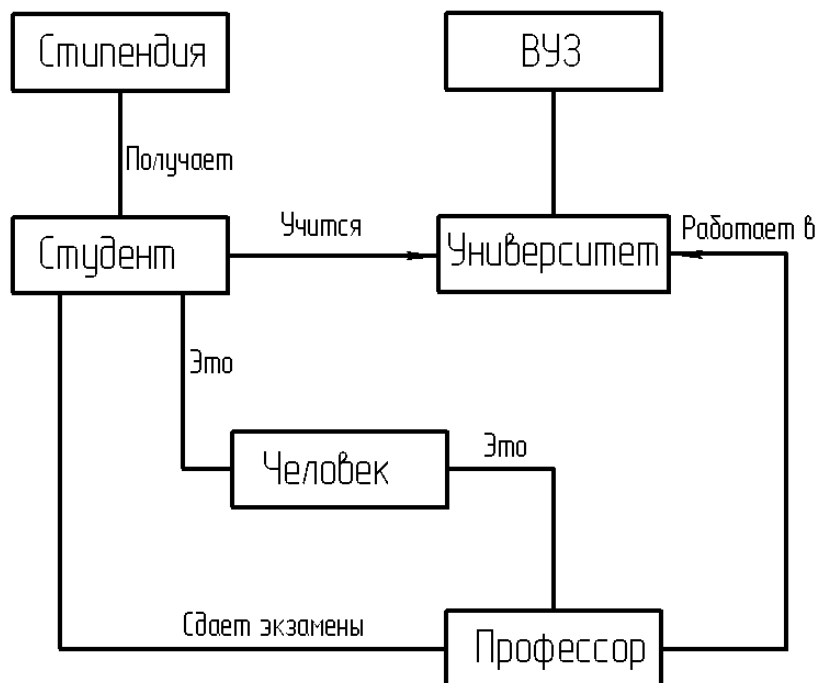 Стипендия
ВУЗ
Получает
Студент
Учится
Университет
Работает в
Это
Человек
Это
Сдает экзамены
Профессор